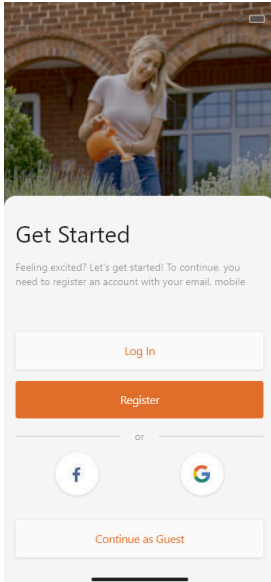 Get Started
Feeling excited? Let's get started! To continue, you
need to register an account with your email, mobile
Log In
Register
or
Continue as Guest